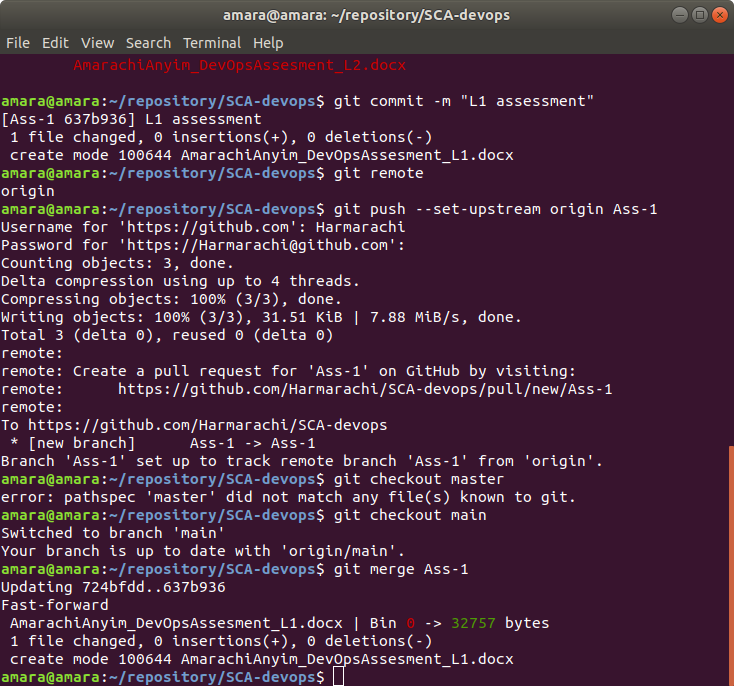 amara@amara: ~/repository/SCA-devops
File Edit View Search Terminal Help
AmarachiAnyim_DevOpsAssesment_L2.docx
amara@amara:~/repository/SCA-devops$ git commit -m "L1 assessment"
[Ass-1 637b936] L1 assessment
 1 file changed, 0 insertions(+), 0 deletions(-)
 create mode 100644 AmarachiAnyim_DevOpsAssesment_L1.docx
amara@amara:~/repository/SCA-devops$ git remote
origin
amara@amara:~/repository/SCA-devops$ git push --set-upstream origin Ass-1
Username for 'https://github.com': Harmarachi
Password for 'https://Harmarachi@github.com':
Counting objects: 3, done.
Delta compression using up to 4 threads.
Compressing objects: 100% (3/3), done.
Writing objects: 100% (3/3), 31.51 KiB | 7.88 MiB/s, done.
Total 3 (delta 0), reused 0 (delta 0)
remote:
remote: Create a pull request for 'Ass-1' on GitHub by visiting:
remote:      https://github.com/Harmarachi/SCA-devops/pull/new/Ass-1
remote:
To https://github.com/Harmarachi/SCA-devops
 * [new branch]      Ass-1 -> Ass-1
Branch 'Ass-1' set up to track remote branch 'Ass-1' from 'origin'.
amara@amara:~/repository/SCA-devops$ git checkout master
error: pathspec 'master' did not match any file(s) known to git.
amara@amara:~/repository/SCA-devops$ git checkout main
Switched to branch 'main'
Your branch is up to date with 'origin/main'.
amara@amara:~/repository/SCA-devops$ git merge Ass-1
Updating 724bfdd..637b936
Fast-forward
 AmarachiAnyim_DevOpsAssesment_L1.docx | Bin 0 -> 32757 bytes
 1 file changed, 0 insertions(+), 0 deletions(-)
 create mode 100644 AmarachiAnyim_DevOpsAssesment_L1.docx
amara@amara:~/repository/SCA-devops$